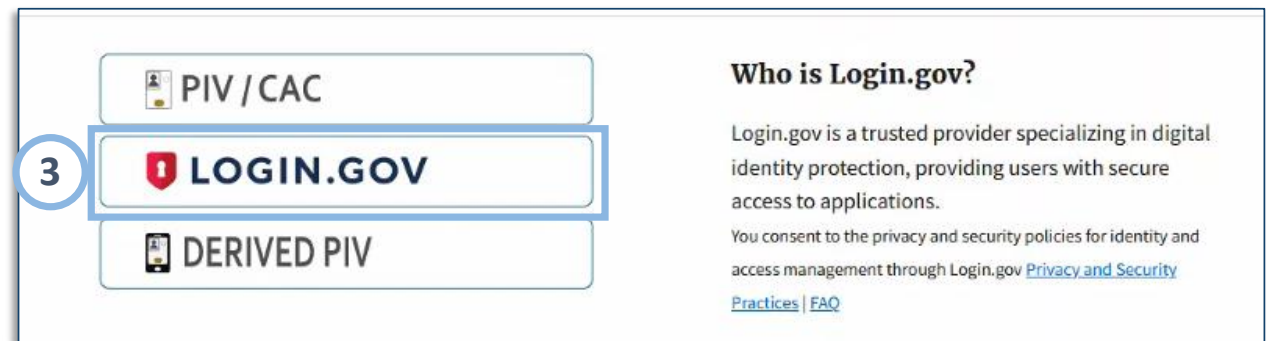 PIV / CAC
3
LOGIN.GOV
DERIVED PIV
Who is Login.gov?
Login.gov is a trusted provider specializing in digital
identity protection, providing users with secure
access to applications.
You consent to the privacy and security policies for identity and
access management through Login.gov Privacy and Security
Practices | FAQ